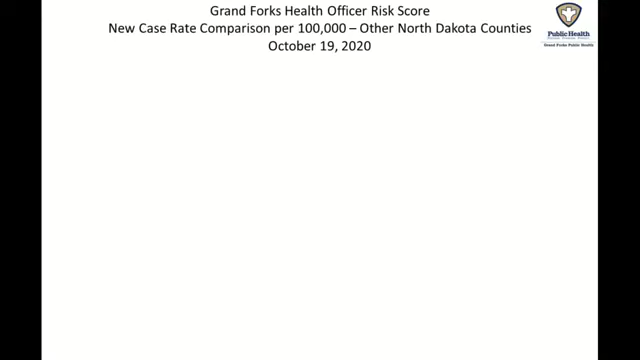 Grand Forks Health Officer Risk Score
New Case Rate Comparison per 100,000 – Other North Dakota Counties
October 19, 2020
Public Health
Grand Forks Public Health